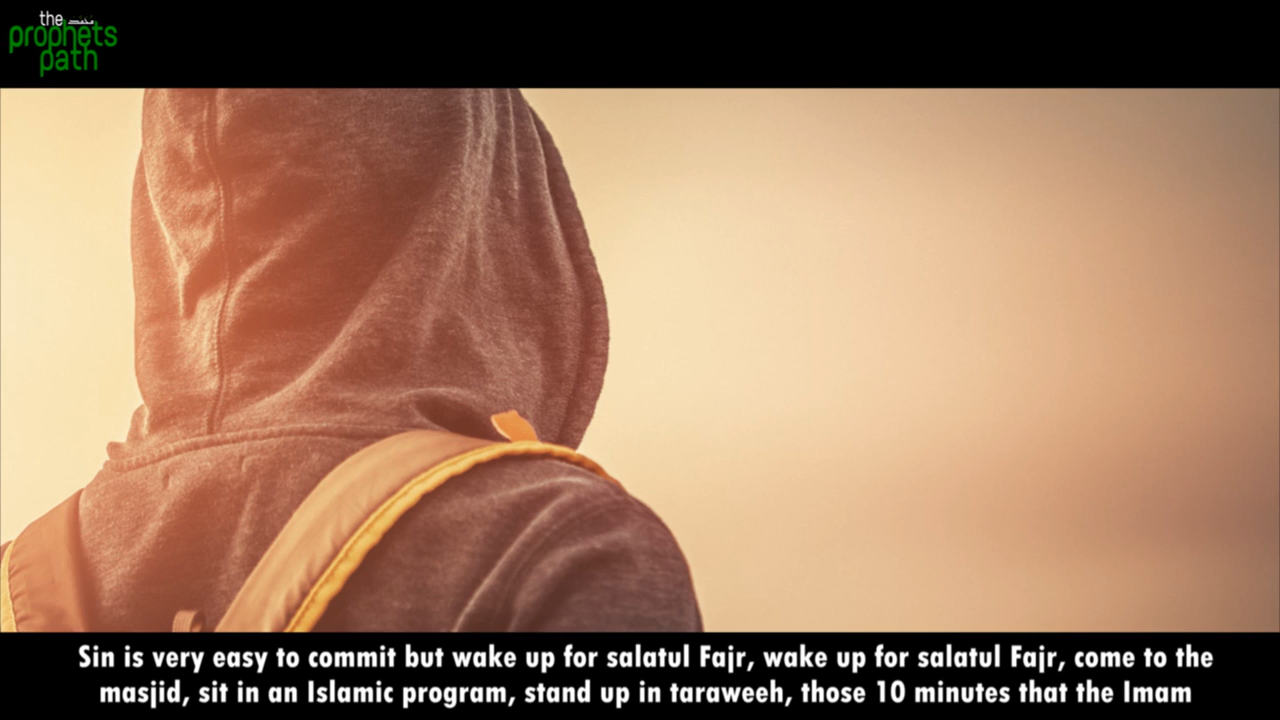 the محمد
prophets
path
Sin is very easy to commit but wake up for salatul Fajr, wake up for salatul Fajr, come to the
masjid, sit in an Islamic program, stand up in taraweeh, those 10 minutes that the Imam